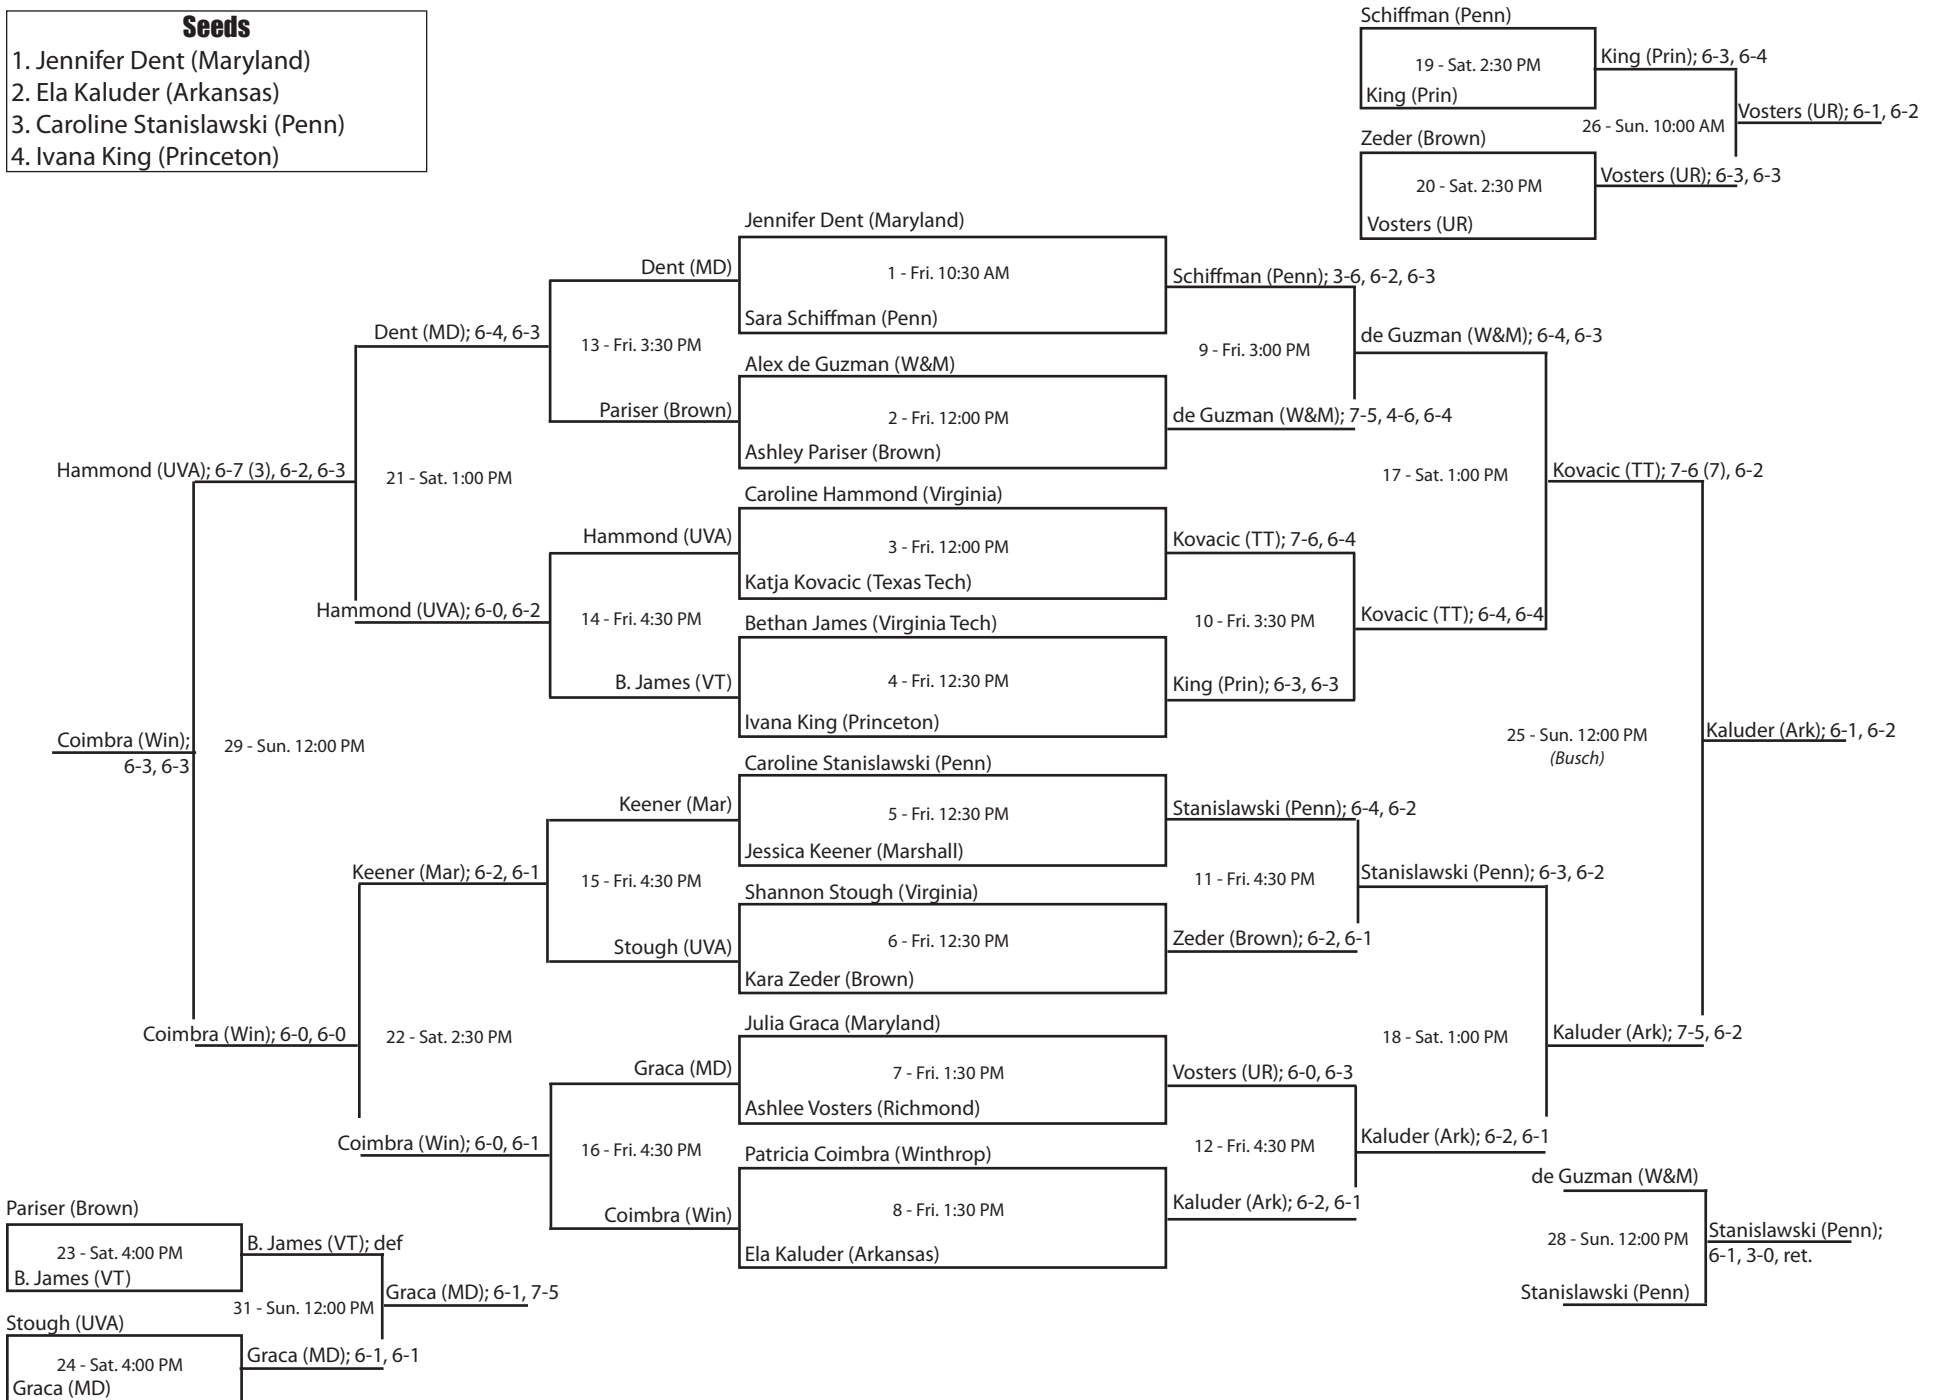 Seeds
1. Jennifer Dent (Maryland)
2. Ela Kaluder (Arkansas)
3. Caroline Stanislawski (Penn)
4. Ivana King (Princeton)
Schiffman (Penn)
19 - Sat. 2:30 PM
King (Prin)
King (Prin); 6-3, 6-4
26 - Sun. 10:00 AM
Vosters (UR); 6-1, 6-2
Zeder (Brown)
20 - Sat. 2:30 PM
Vosters (UR)
Vosters (UR); 6-3, 6-3
Jennifer Dent (Maryland)
1 - Fri. 10:30 AM
Sara Schiffman (Penn)
Alex de Guzman (W&M)
2 - Fri. 12:00 PM
Ashley Pariser (Brown)
Caroline Hammond (Virginia)
3 - Fri. 12:00 PM
Katja Kovacic (Texas Tech)
Bethan James (Virginia Tech)
4 - Fri. 12:30 PM
Ivana King (Princeton)
Caroline Stanislawski (Penn)
5 - Fri. 12:30 PM
Jessica Keener (Marshall)
Shannon Stough (Virginia)
6 - Fri. 12:30 PM
Kara Zeder (Brown)
Julia Graca (Maryland)
7 - Fri. 1:30 PM
Ashlee Vosters (Richmond)
Patricia Coimbra (Winthrop)
8 - Fri. 1:30 PM
Ela Kaluder (Arkansas)
Schiffman (Penn); 3-6, 6-2, 6-3
9 - Fri. 3:00 PM
de Guzman (W&M); 7-5, 4-6, 6-4
Kovacic (TT); 7-6, 6-4
10 - Fri. 3:30 PM
King (Prin); 6-3, 6-3
Stanislawski (Penn); 6-4, 6-2
11 - Fri. 4:30 PM
Zeder (Brown); 6-2, 6-1
Vosters (UR); 6-0, 6-3
12 - Fri. 4:30 PM
Kaluder (Ark); 6-2, 6-1
de Guzman (W&M); 6-4, 6-3
17 - Sat. 1:00 PM
Kovacic (TT); 6-4, 6-4
Stanislawski (Penn); 6-3, 6-2
18 - Sat. 1:00 PM
Kaluder (Ark); 6-2, 6-1
Kovacic (TT); 7-6 (7), 6-2
25 - Sun. 12:00 PM
(Busch)
Kaluder (Ark); 7-5, 6-2
Kaluder (Ark); 6-1, 6-2
de Guzman (W&M)
28 - Sun. 12:00 PM
Stanislawski (Penn)
Stanislawski (Penn);
6-1, 3-0, ret.
Dent (MD)
13 - Fri. 3:30 PM
Pariser (Brown)
Hammond (UVA)
14 - Fri. 4:30 PM
B. James (VT)
Keener (Mar)
15 - Fri. 4:30 PM
Stough (UVA)
Graca (MD)
16 - Fri. 4:30 PM
Coimbra (Win)
Dent (MD); 6-4, 6-3
21 - Sat. 1:00 PM
Hammond (UVA); 6-0, 6-2
Keener (Mar); 6-2, 6-1
22 - Sat. 2:30 PM
Coimbra (Win); 6-0, 6-1
Hammond (UVA); 6-7 (3), 6-2, 6-3
29 - Sun. 12:00 PM
Coimbra (Win); 6-0, 6-0
Coimbra (Win);
6-3, 6-3
Pariser (Brown)
23 - Sat. 4:00 PM
B. James (VT)
B. James (VT); def
31 - Sun. 12:00 PM
Graca (MD); 6-1, 7-5
Stough (UVA)
24 - Sat. 4:00 PM
Graca (MD)
Graca (MD); 6-1, 6-1